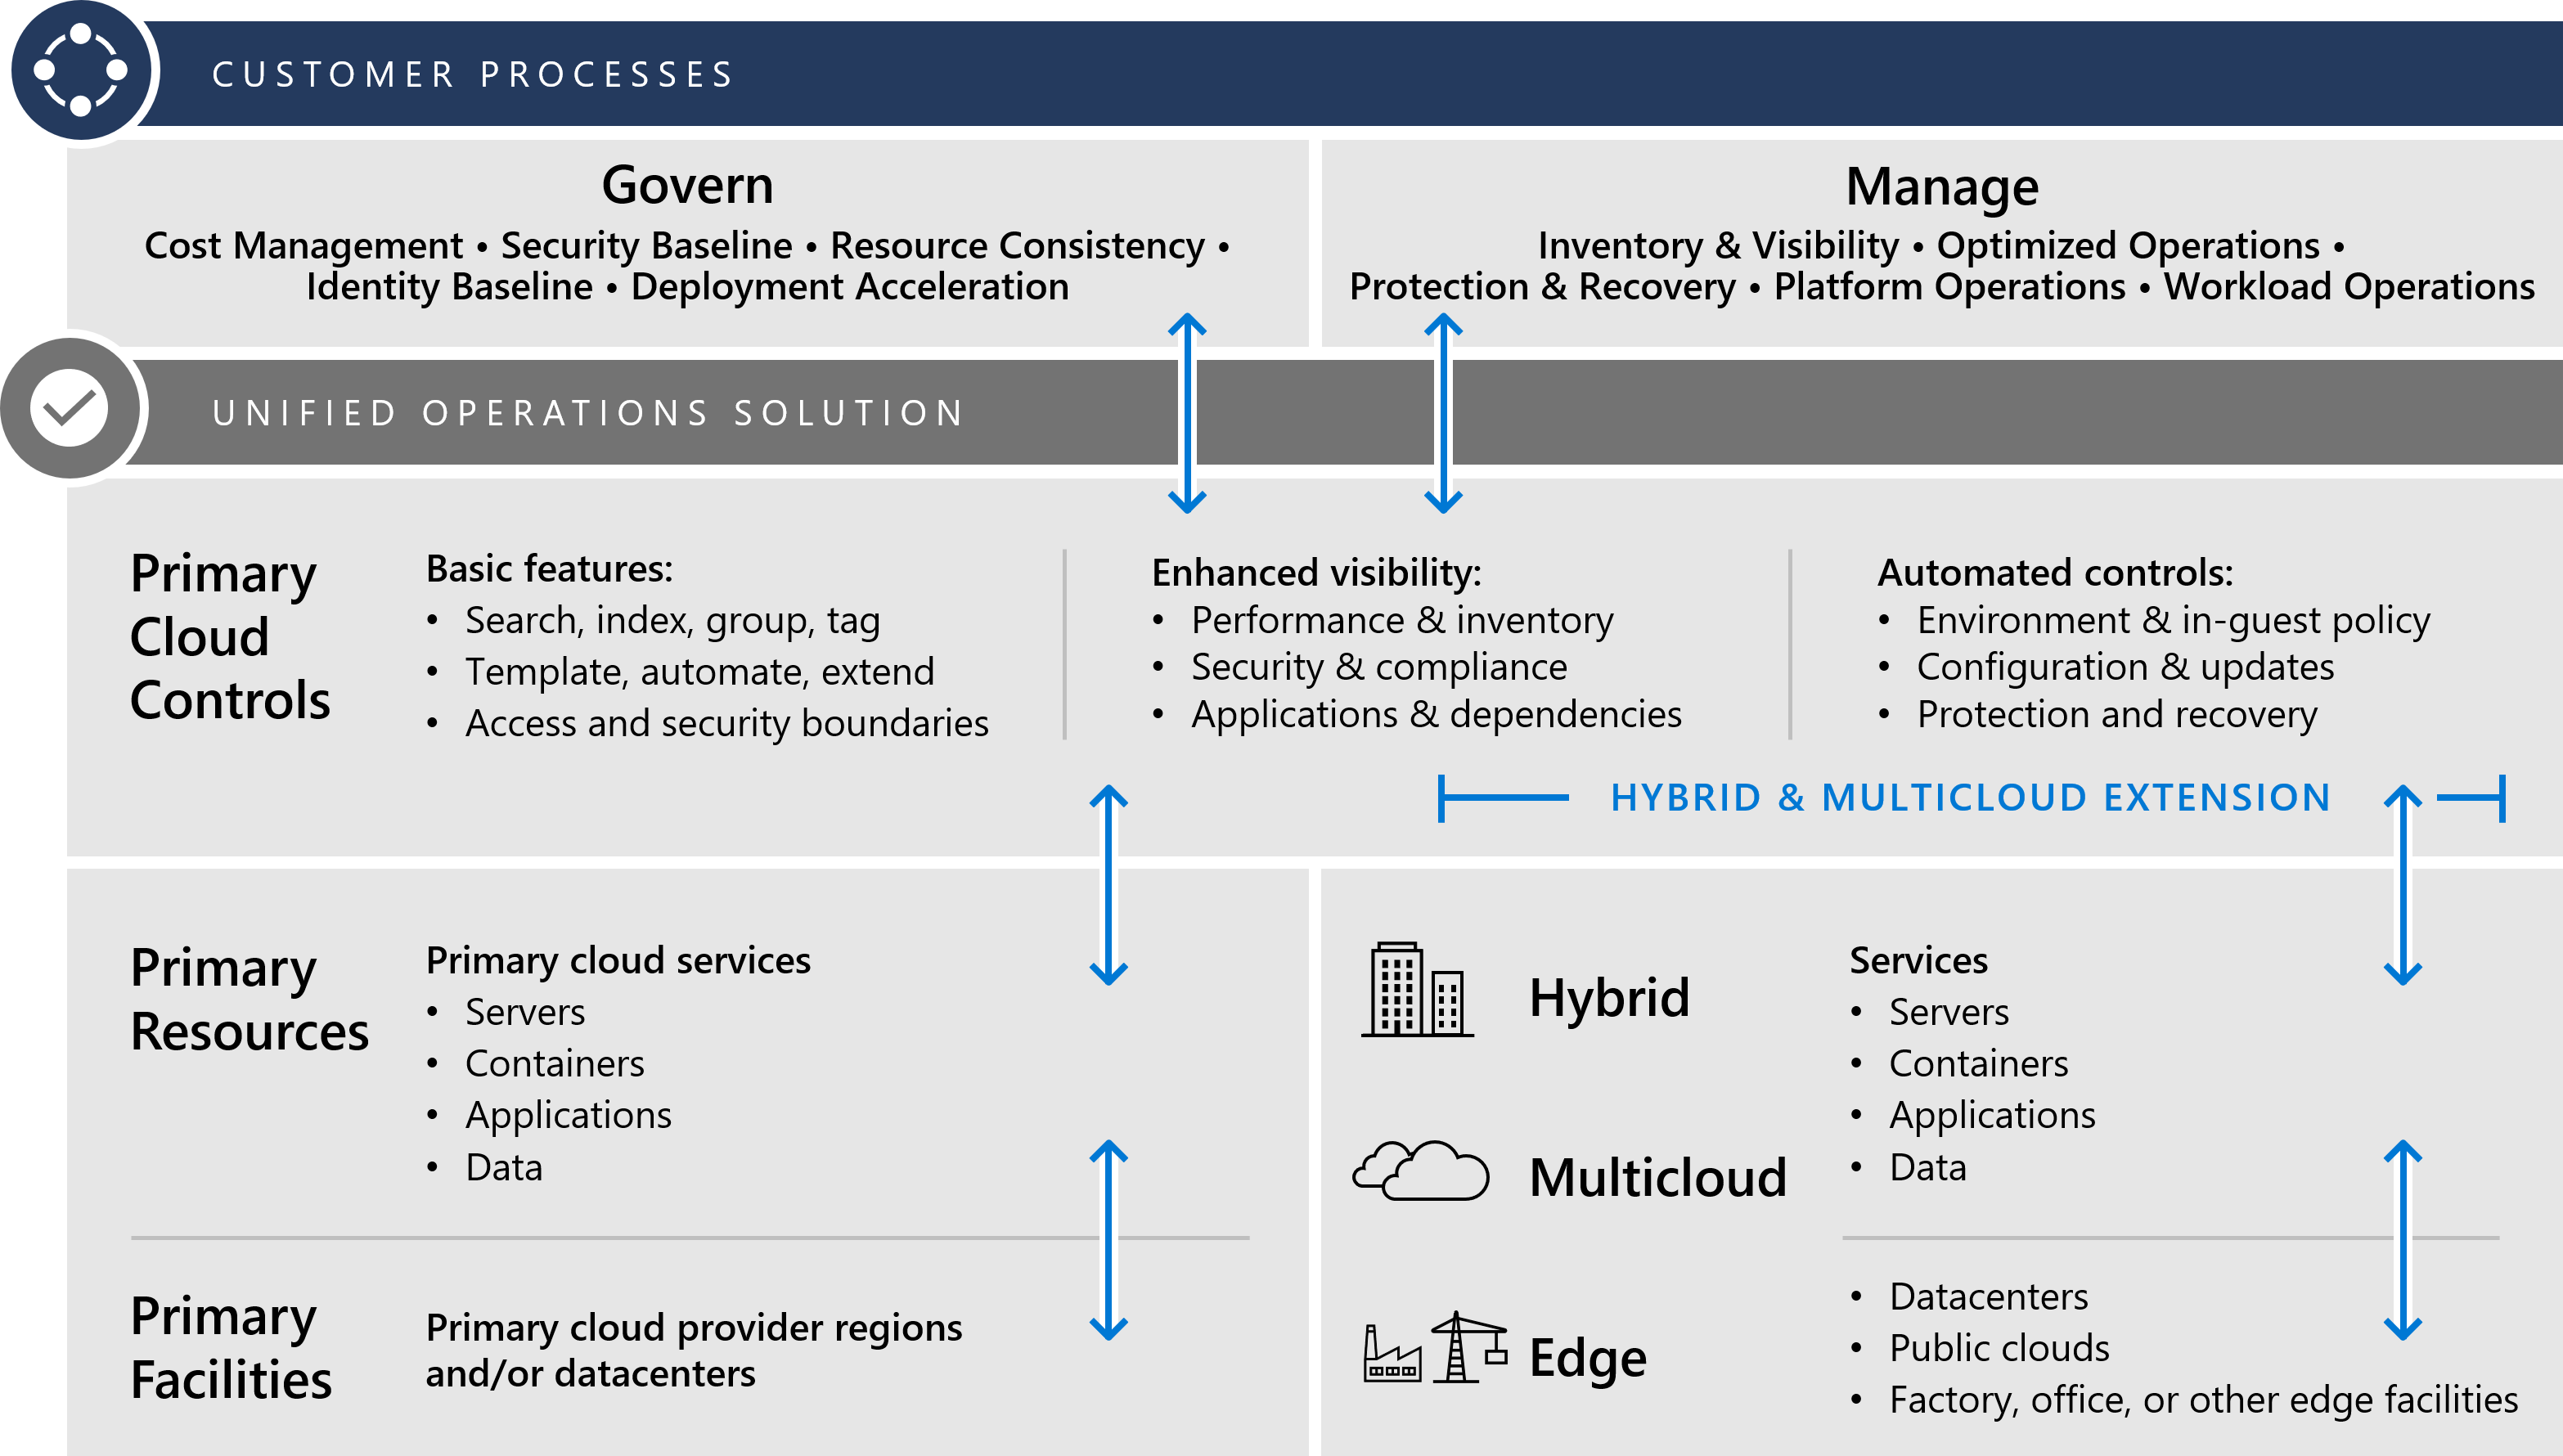 CUSTOMER PROCESSES
Govern
Cost Management • Security Baseline • Resource Consistency •
Identity Baseline • Deployment Acceleration
Manage
Inventory & Visibility • Optimized Operations •
Protection & Recovery • Platform Operations • Workload Operations
UNIFIED OPERATIONS SOLUTION
Primary
Cloud
Controls
Basic features:
• Search, index, group, tag
• Template, automate, extend
• Access and security boundaries
Enhanced visibility:
• Performance & inventory
• Security & compliance
• Applications & dependencies
Automated controls:
• Environment & in-guest policy
• Configuration & updates
• Protection and recovery
HYBRID & MULTICLOUD EXTENSION
Primary
Resources
Primary cloud services
• Servers
• Containers
• Applications
• Data
Primary
Facilities
Primary cloud provider regions
and/or datacenters
Hybrid
Multicloud
Edge
Services
• Servers
• Containers
• Applications
• Data
• Datacenters
• Public clouds
• Factory, office, or other edge facilities